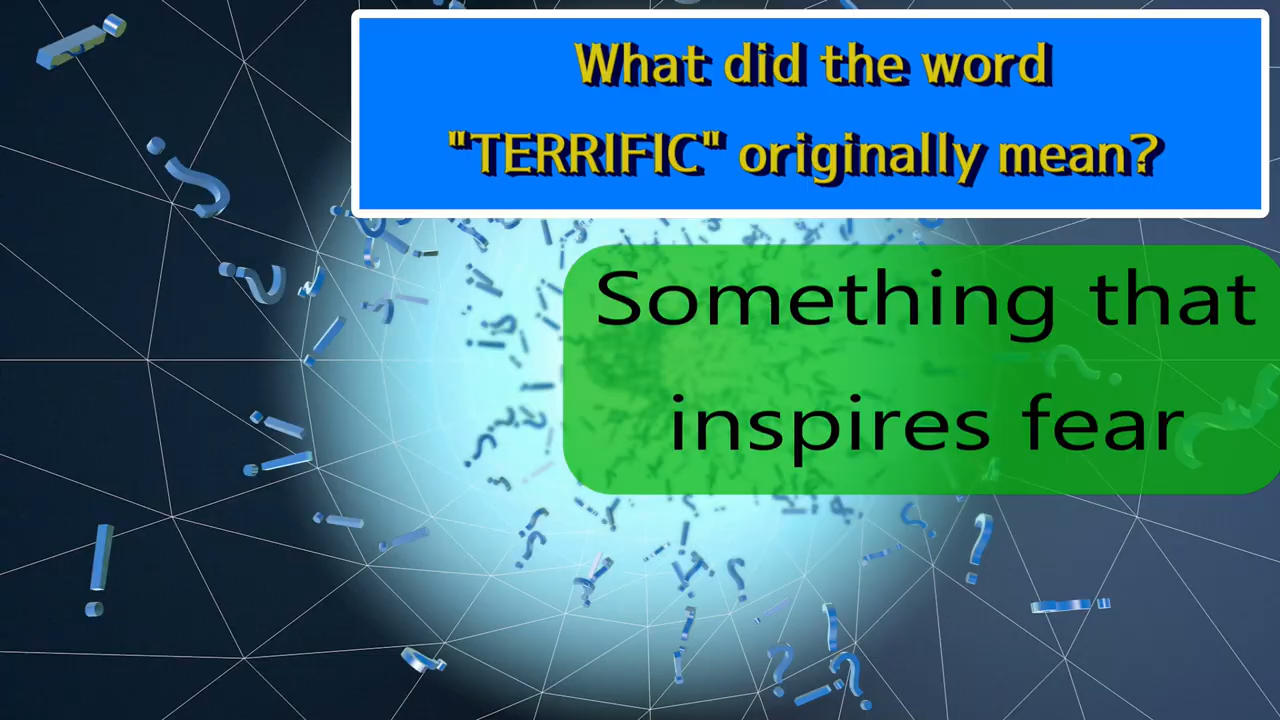 What did the word
"TERRIFIC" originally mean?
Something that
inspires fear